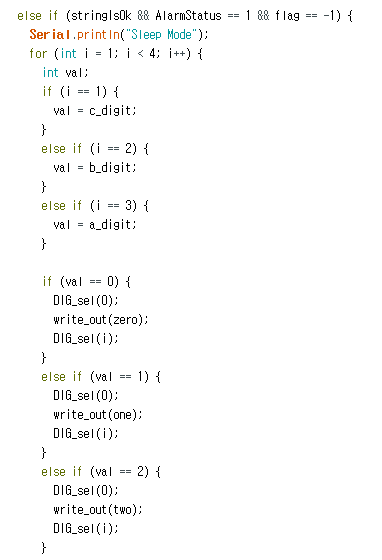 else if (stringIsOk && AlarmStatus == 1 && flag == -1) {
Serial.println("Sleep Mode");
for (int i = 1; i < 4; i++) {
int val;
if (i == 1) {
val = c_digit;
}
else if (i == 2) {
val = b_digit;
}
else if (i == 3) {
val = a_digit;
}
if (val == 0) {
DIG_sel(0);
write_out(zero);
DIG_sel(i);
}
else if (val == 1) {
DIG_sel(0);
write_out(one);
DIG_sel(i);
}
else if (val == 2) {
DIG_sel(0);
write_out(two);
DIG_sel(i);
}